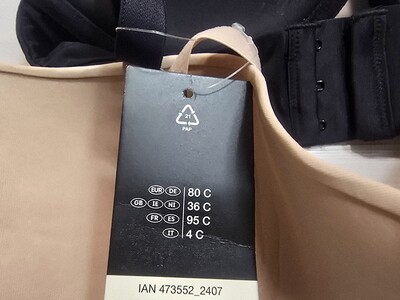 21
PAP
EUR DE 80 C
GB IE NI 36 C
FR ES 95 C
IT 4 C
IAN 473552_2407